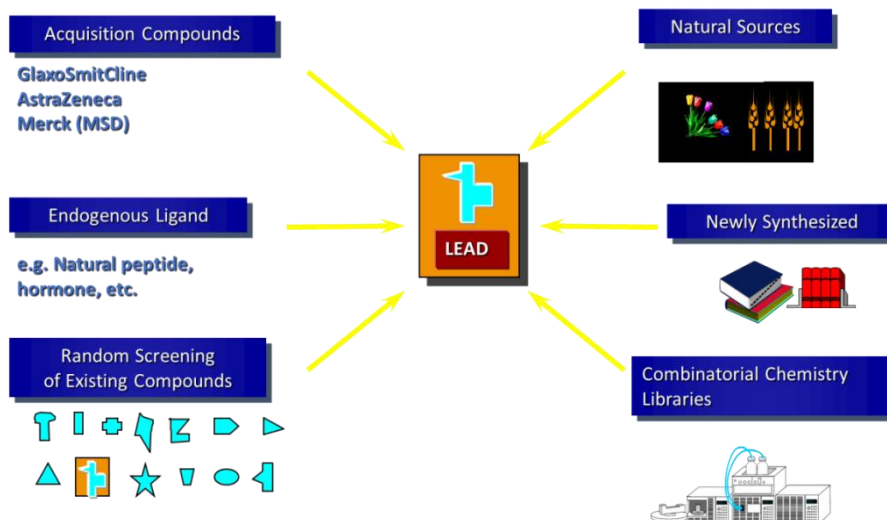 Acquisition Compounds
GlaxoSmitCline
AstraZeneca
Merck (MSD)
Endogenous Ligand
e.g. Natural peptide,
hormone, etc.
Random Screening
of Existing Compounds
LEAD
Natural Sources
Newly Synthesized
Combinatorial Chemistry
Libraries